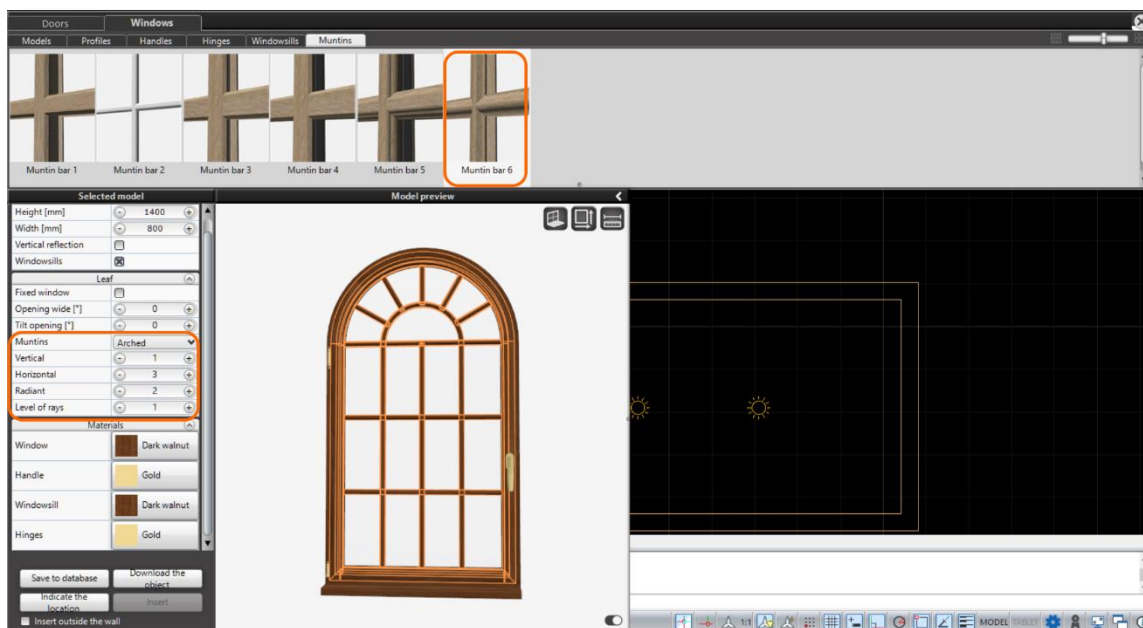 Doors Windows
Models Profiles Handles Hinges Windowsills Muntins
Muntin bar 1 Muntin bar 2 Muntin bar 3 Muntin bar 4 Muntin bar 5 Muntin bar 6
Selected model Model preview
Height [mm] - 1400 +
Width [mm] - 800 +
Vertical reflection
Windowsills
Leaf
Fixed window
Opening wide [°] - 0 +
Tilt opening [°] - 0 +
Muntins Arched
Vertical - 1 +
Horizontal - 3 +
Radiant - 2 +
Level of rays - 1 +
Materials
Window Dark walnut
Handle Gold
Windowsill Dark walnut
Hinges Gold
Save to database Download the
object
Indicate the
location Insert
Insert outside the wall
1:1 MODEL TABLET